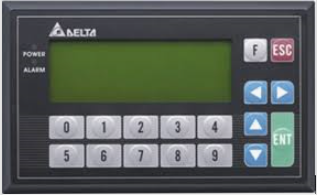 DELTA
POWER
F
ESC
ALARM
0 1 2 3 4
ENT
5 6 7 8 9